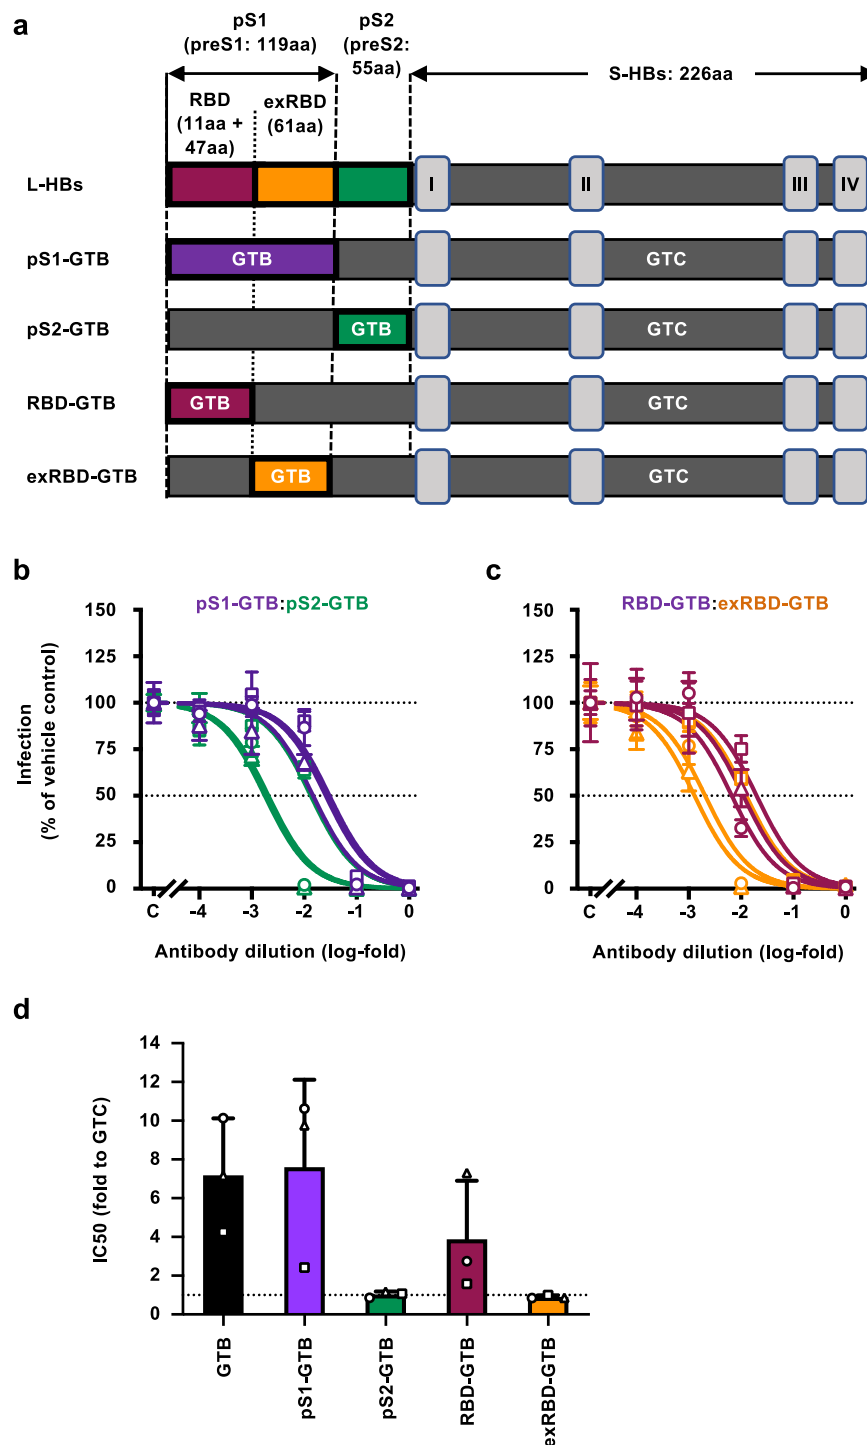 a
pS1
(preS1: 119aa)
pS2
(preS2:
55aa)
S-HBs: 226aa
RBD
(11aa +
47aa)
exRBD
(61aa)
L-HBs
I
II
III
IV
pS1-GTB
GTB
GTC
pS2-GTB
GTB
GTC
RBD-GTB
GTB
GTC
exRBD-GTB
GTB
GTC
b
pS1-GTB:pS2-GTB
Infection
(% of vehicle control)
150
125
100
75
50
25
0
C
-4
-3
-2
-1
0
Antibody dilution (log-fold)
c
RBD-GTB:exRBD-GTB
150
125
100
75
50
25
0
C
-4
-3
-2
-1
0
Antibody dilution (log-fold)
d
IC50 (fold to GTC)
14
12
10
8
6
4
2
0
GTB
pS1-GTB
pS2-GTB
RBD-GTB
exRBD-GTB